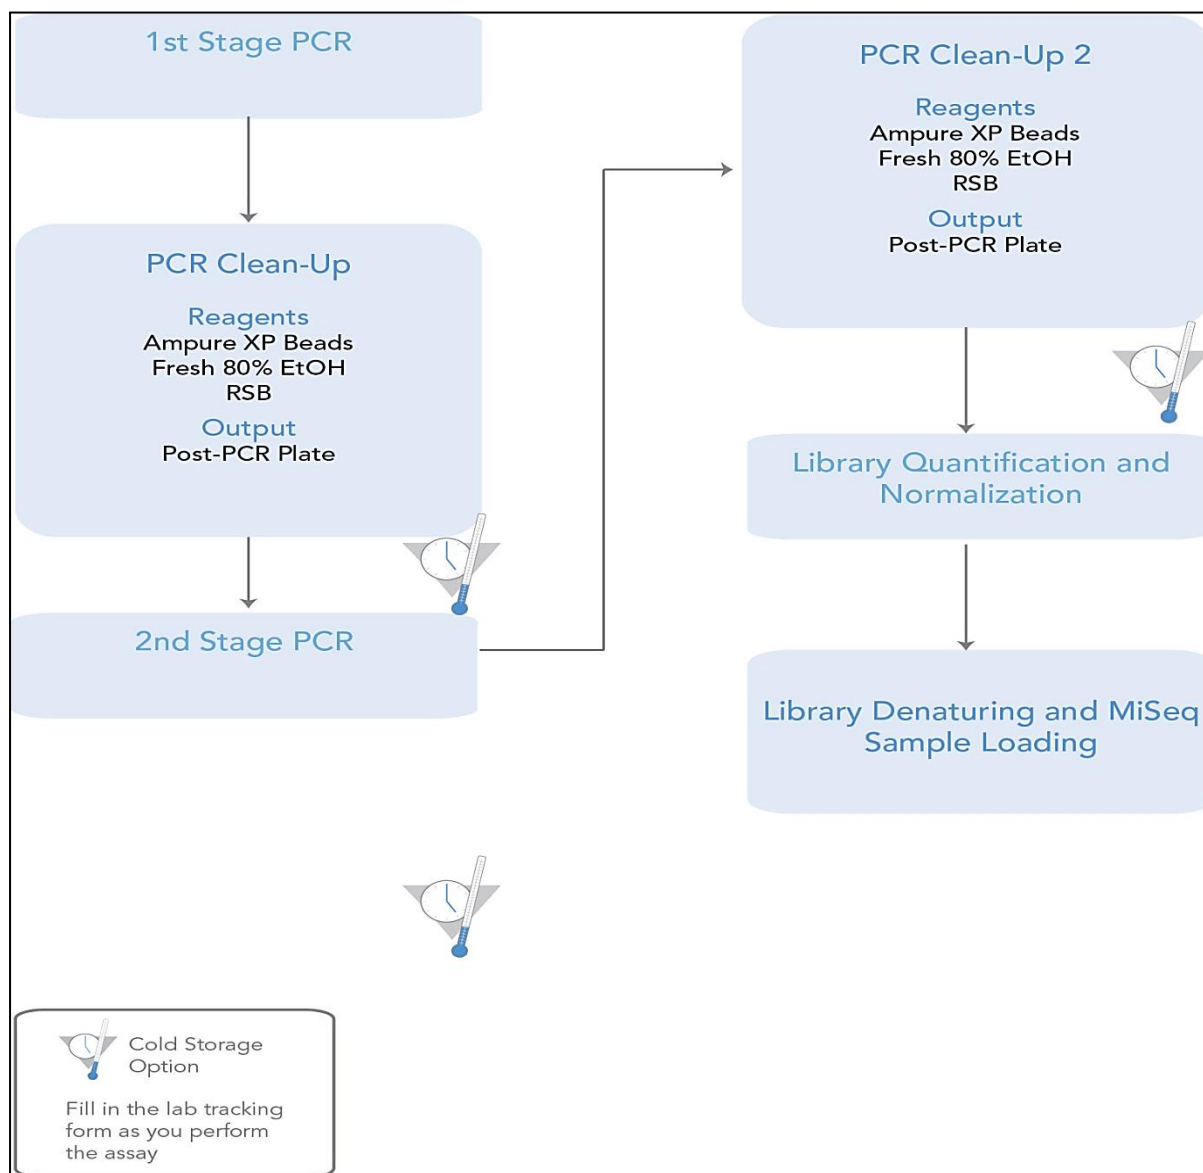 1st Stage PCR
PCR Clean-Up
Reagents
Ampure XP Beads
Fresh 80% EtOH
RSB
Output
Post-PCR Plate
2nd Stage PCR
PCR Clean-Up 2
Reagents
Ampure XP Beads
Fresh 80% EtOH
RSB
Output
Post-PCR Plate
Library Quantification and
Normalization
Library Denaturing and MiSeq
Sample Loading
Cold Storage
Option
Fill in the lab tracking
form as you perform
the assay